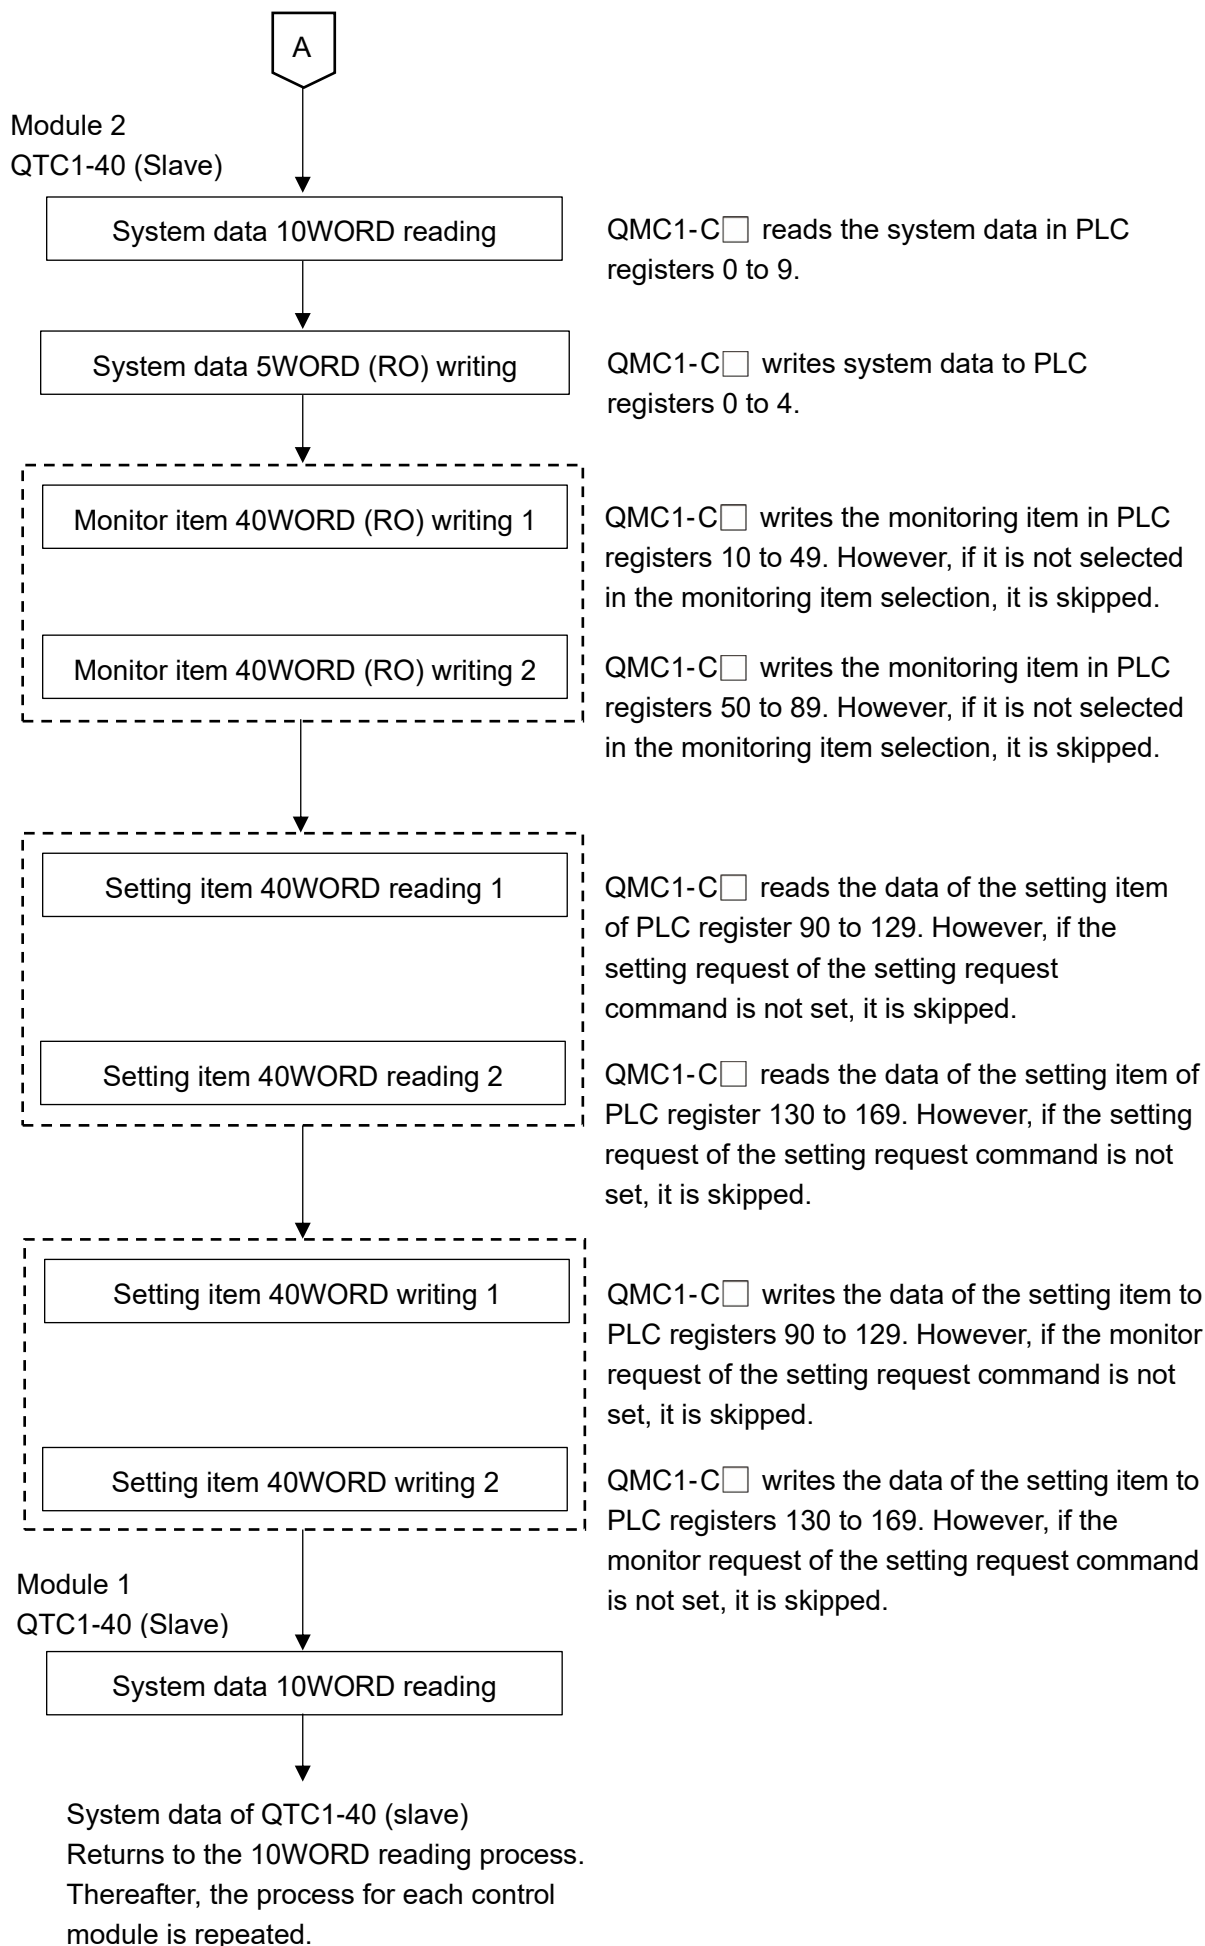 A
Module 2
QTC1-40 (Slave)
System data 10WORD reading
QMC1-C□ reads the system data in PLC
registers 0 to 9.
System data 5WORD (RO) writing
QMC1-C□ writes system data to PLC
registers 0 to 4.
Monitor item 40WORD (RO) writing 1
QMC1-C□ writes the monitoring item in PLC
registers 10 to 49. However, if it is not selected
in the monitoring item selection, it is skipped.
Monitor item 40WORD (RO) writing 2
QMC1-C□ writes the monitoring item in PLC
registers 50 to 89. However, if it is not selected
in the monitoring item selection, it is skipped.
Setting item 40WORD reading 1
QMC1-C□ reads the data of the setting item
of PLC register 90 to 129. However, if the
setting request of the setting request
command is not set, it is skipped.
Setting item 40WORD reading 2
QMC1-C□ reads the data of the setting item of
PLC register 130 to 169. However, if the setting
request of the setting request command is not
set, it is skipped.
Setting item 40WORD writing 1
QMC1-C□ writes the data of the setting item to
PLC registers 90 to 129. However, if the monitor
request of the setting request command is not
set, it is skipped.
Setting item 40WORD writing 2
QMC1-C□ writes the data of the setting item to
PLC registers 130 to 169. However, if the
monitor request of the setting request command
is not set, it is skipped.
Module 1
QTC1-40 (Slave)
System data 10WORD reading
System data of QTC1-40 (slave)
Returns to the 10WORD reading process.
Thereafter, the process for each control
module is repeated.